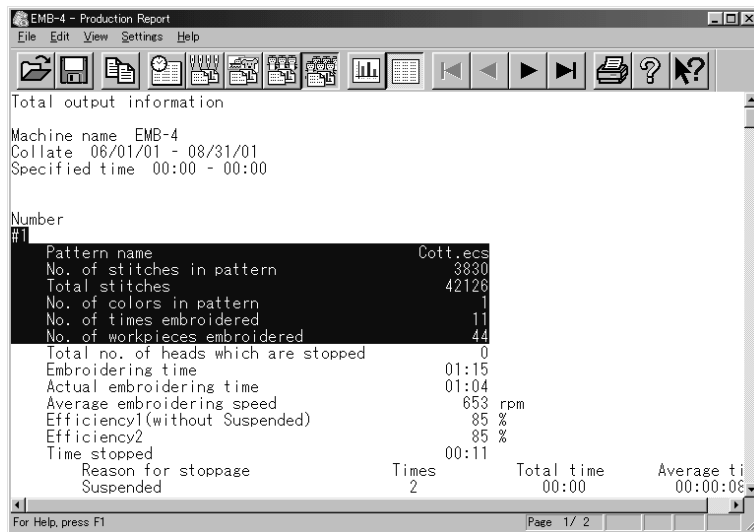 EMB-4 - Production Report
File Edit View Settings Help
Total output information
Machine name EMB-4
Collate 06/01/01 - 08/31/01
Specified time 00:00 - 00:00
Number
#1
Pattern name Cott.ecs
No. of stitches in pattern 3830
Total stitches 42126
No. of colors in pattern 1
No. of times embroidered 11
No. of workpieces embroidered 44
Total no. of heads which are stopped 0
Embroidering time 01:15
Actual embroidering time 01:04
Average embroidering speed 653 rpm
Efficiency1(without Suspended) 85 %
Efficiency2 85 %
Time stopped 00:11
Reason for stoppage Times Total time Average ti
Suspended 2 00:00 00:00:08
For Help, press F1 Page 1/ 2